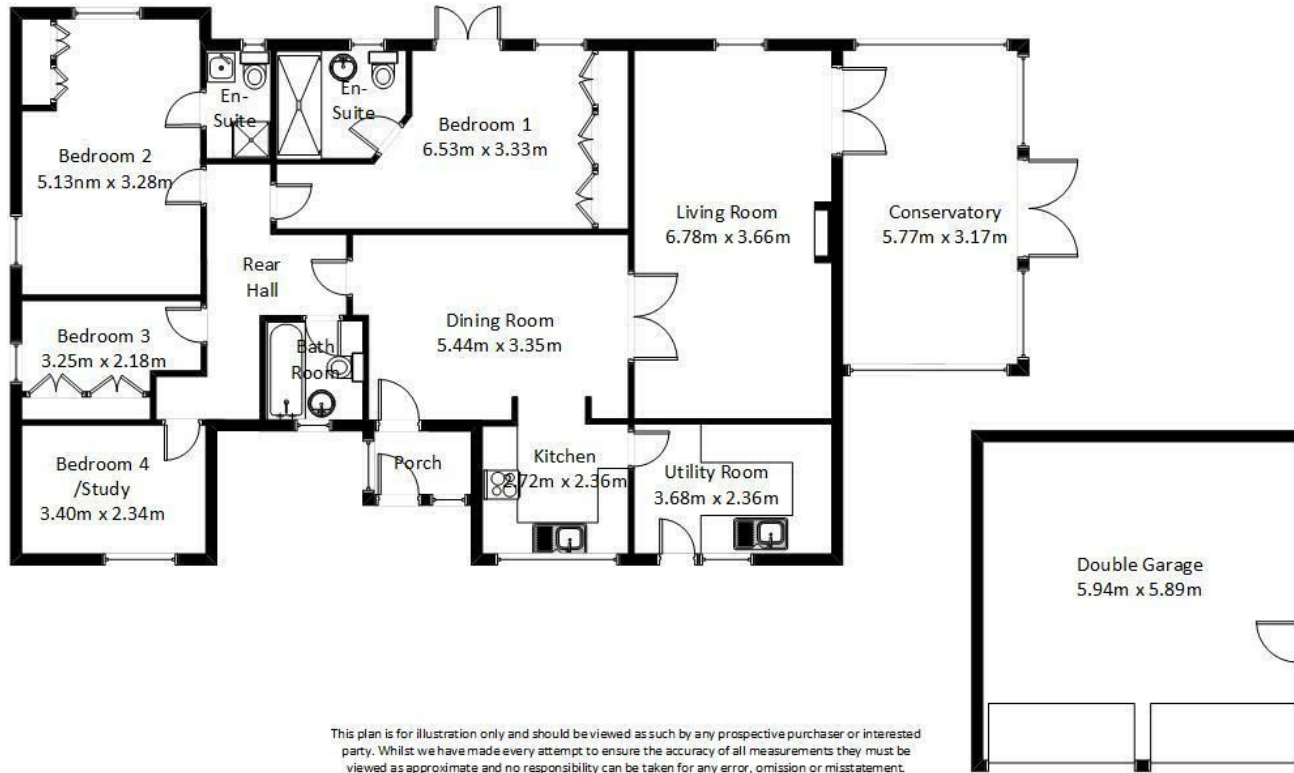 En-
Suite
En-
Suite
Bedroom 1
6.53m x 3.33m
Bedroom 2
5.13nm x 3.28m
Living Room
6.78m x 3.66m
Conservatory
5.77m x 3.17m
Rear
Hall
Bedroom 3
3.25m x 2.18m
Bath
Room
Dining Room
5.44m x 3.35m
Bedroom 4
/Study
3.40m x 2.34m
Porch
Kitchen
2.72m x 2.36m
Utility Room
3.68m x 2.36m
Double Garage
5.94m x 5.89m
This plan is for illustration only and should be viewed as such by any prospective purchaser or interested
party. Whilst we have made every attempt to ensure the accuracy of all measurements they must be
viewed as approximate and no responsibility can be taken for any error, omission or misstatement.